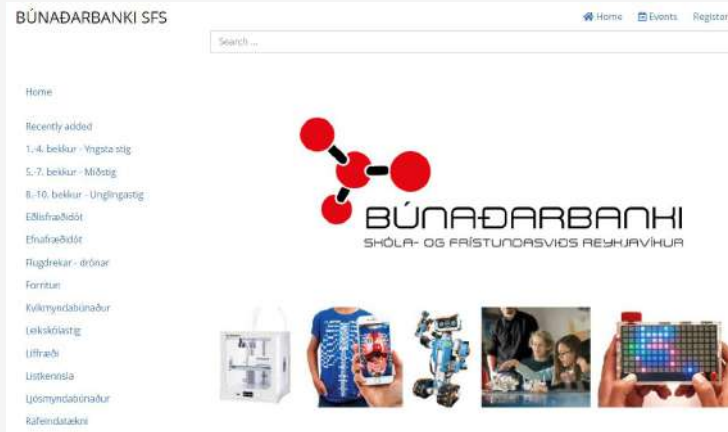 BÚNAÐARBANKI SFS
Home
Events
Register
Search ...
Home
Recently added
1.-4. bekkur - Yngsta stig
5.-7. bekkur - Miðstig
8.-10. bekkur - Unglingastig
Eðlisfræðidót
Efnafræðidót
Flugdrekar - drónar
Forritun
Kvikmyndabúnaður
Leikskólastig
Líffræði
Listkennsla
Ljósmyndabúnaður
Rafeindatækni
BÚNAÐARBANKI
SKÓLA- OG FRÍSTUNDASVIÐS REYKJAVÍKUR